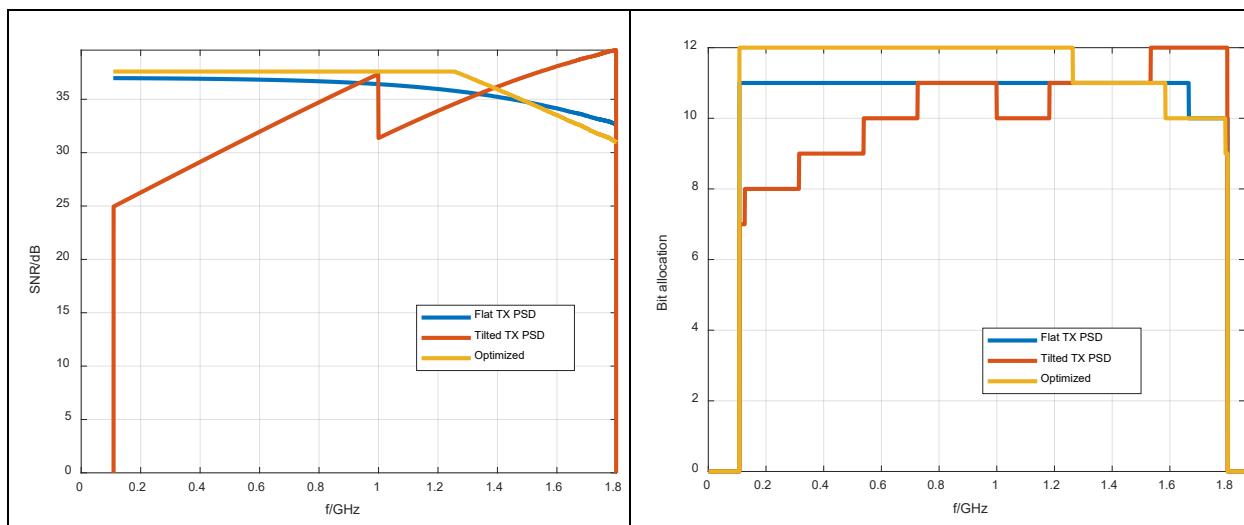 35
30
25
20
15
10
5
0
SNR/dB
0 0.2 0.4 0.6 0.8 1 1.2 1.4 1.6 1.8
f/GHz
Flat TX PSD
Tilted TX PSD
Optimized
12
10
8
6
4
2
0
Bit allocation
0 0.2 0.4 0.6 0.8 1 1.2 1.4 1.6 1.8
f/GHz
Flat TX PSD
Tilted TX PSD
Optimized